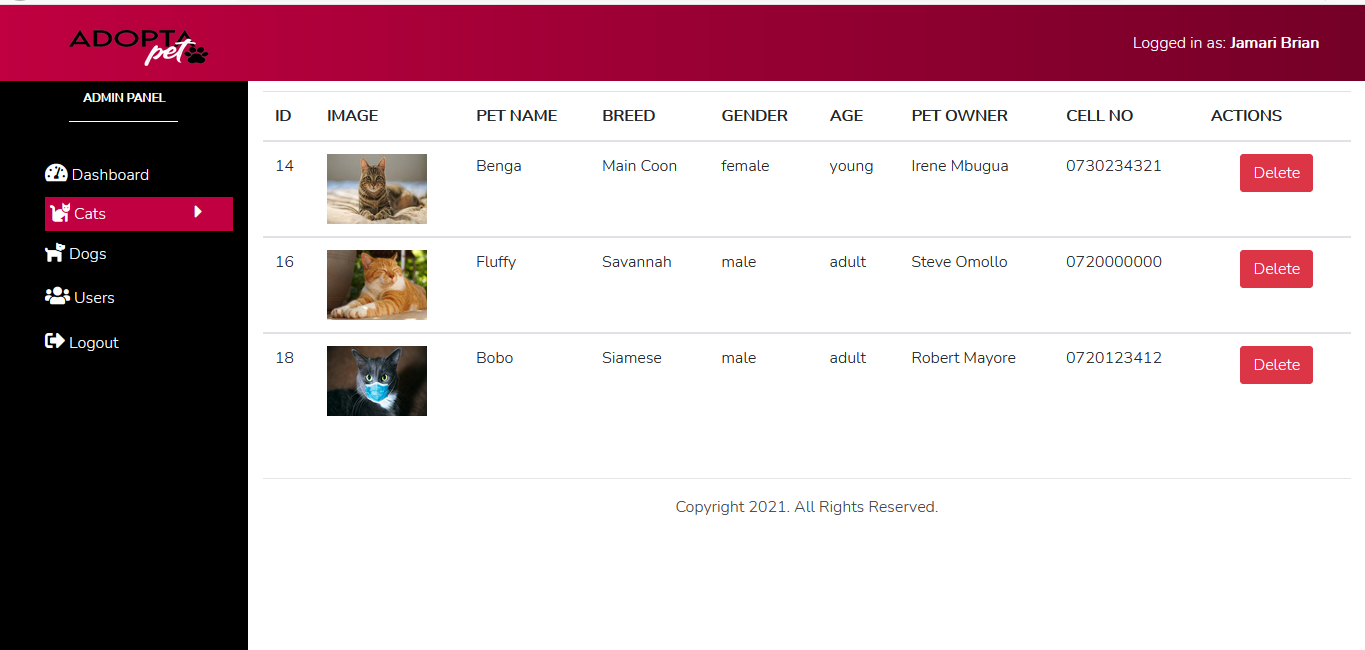 ADOPTA
pet
Logged in as: Jamari Brian
ADMIN PANEL
Dashboard
Cats
Dogs
Users
Logout
ID IMAGE PET NAME BREED GENDER AGE PET OWNER CELL NO ACTIONS
14 Benga Main Coon female young Irene Mbugua 0730234321 Delete
16 Fluffy Savannah male adult Steve Omollo 0720000000 Delete
18 Bobo Siamese male adult Robert Mayore 0720123412 Delete
Copyright 2021. All Rights Reserved.